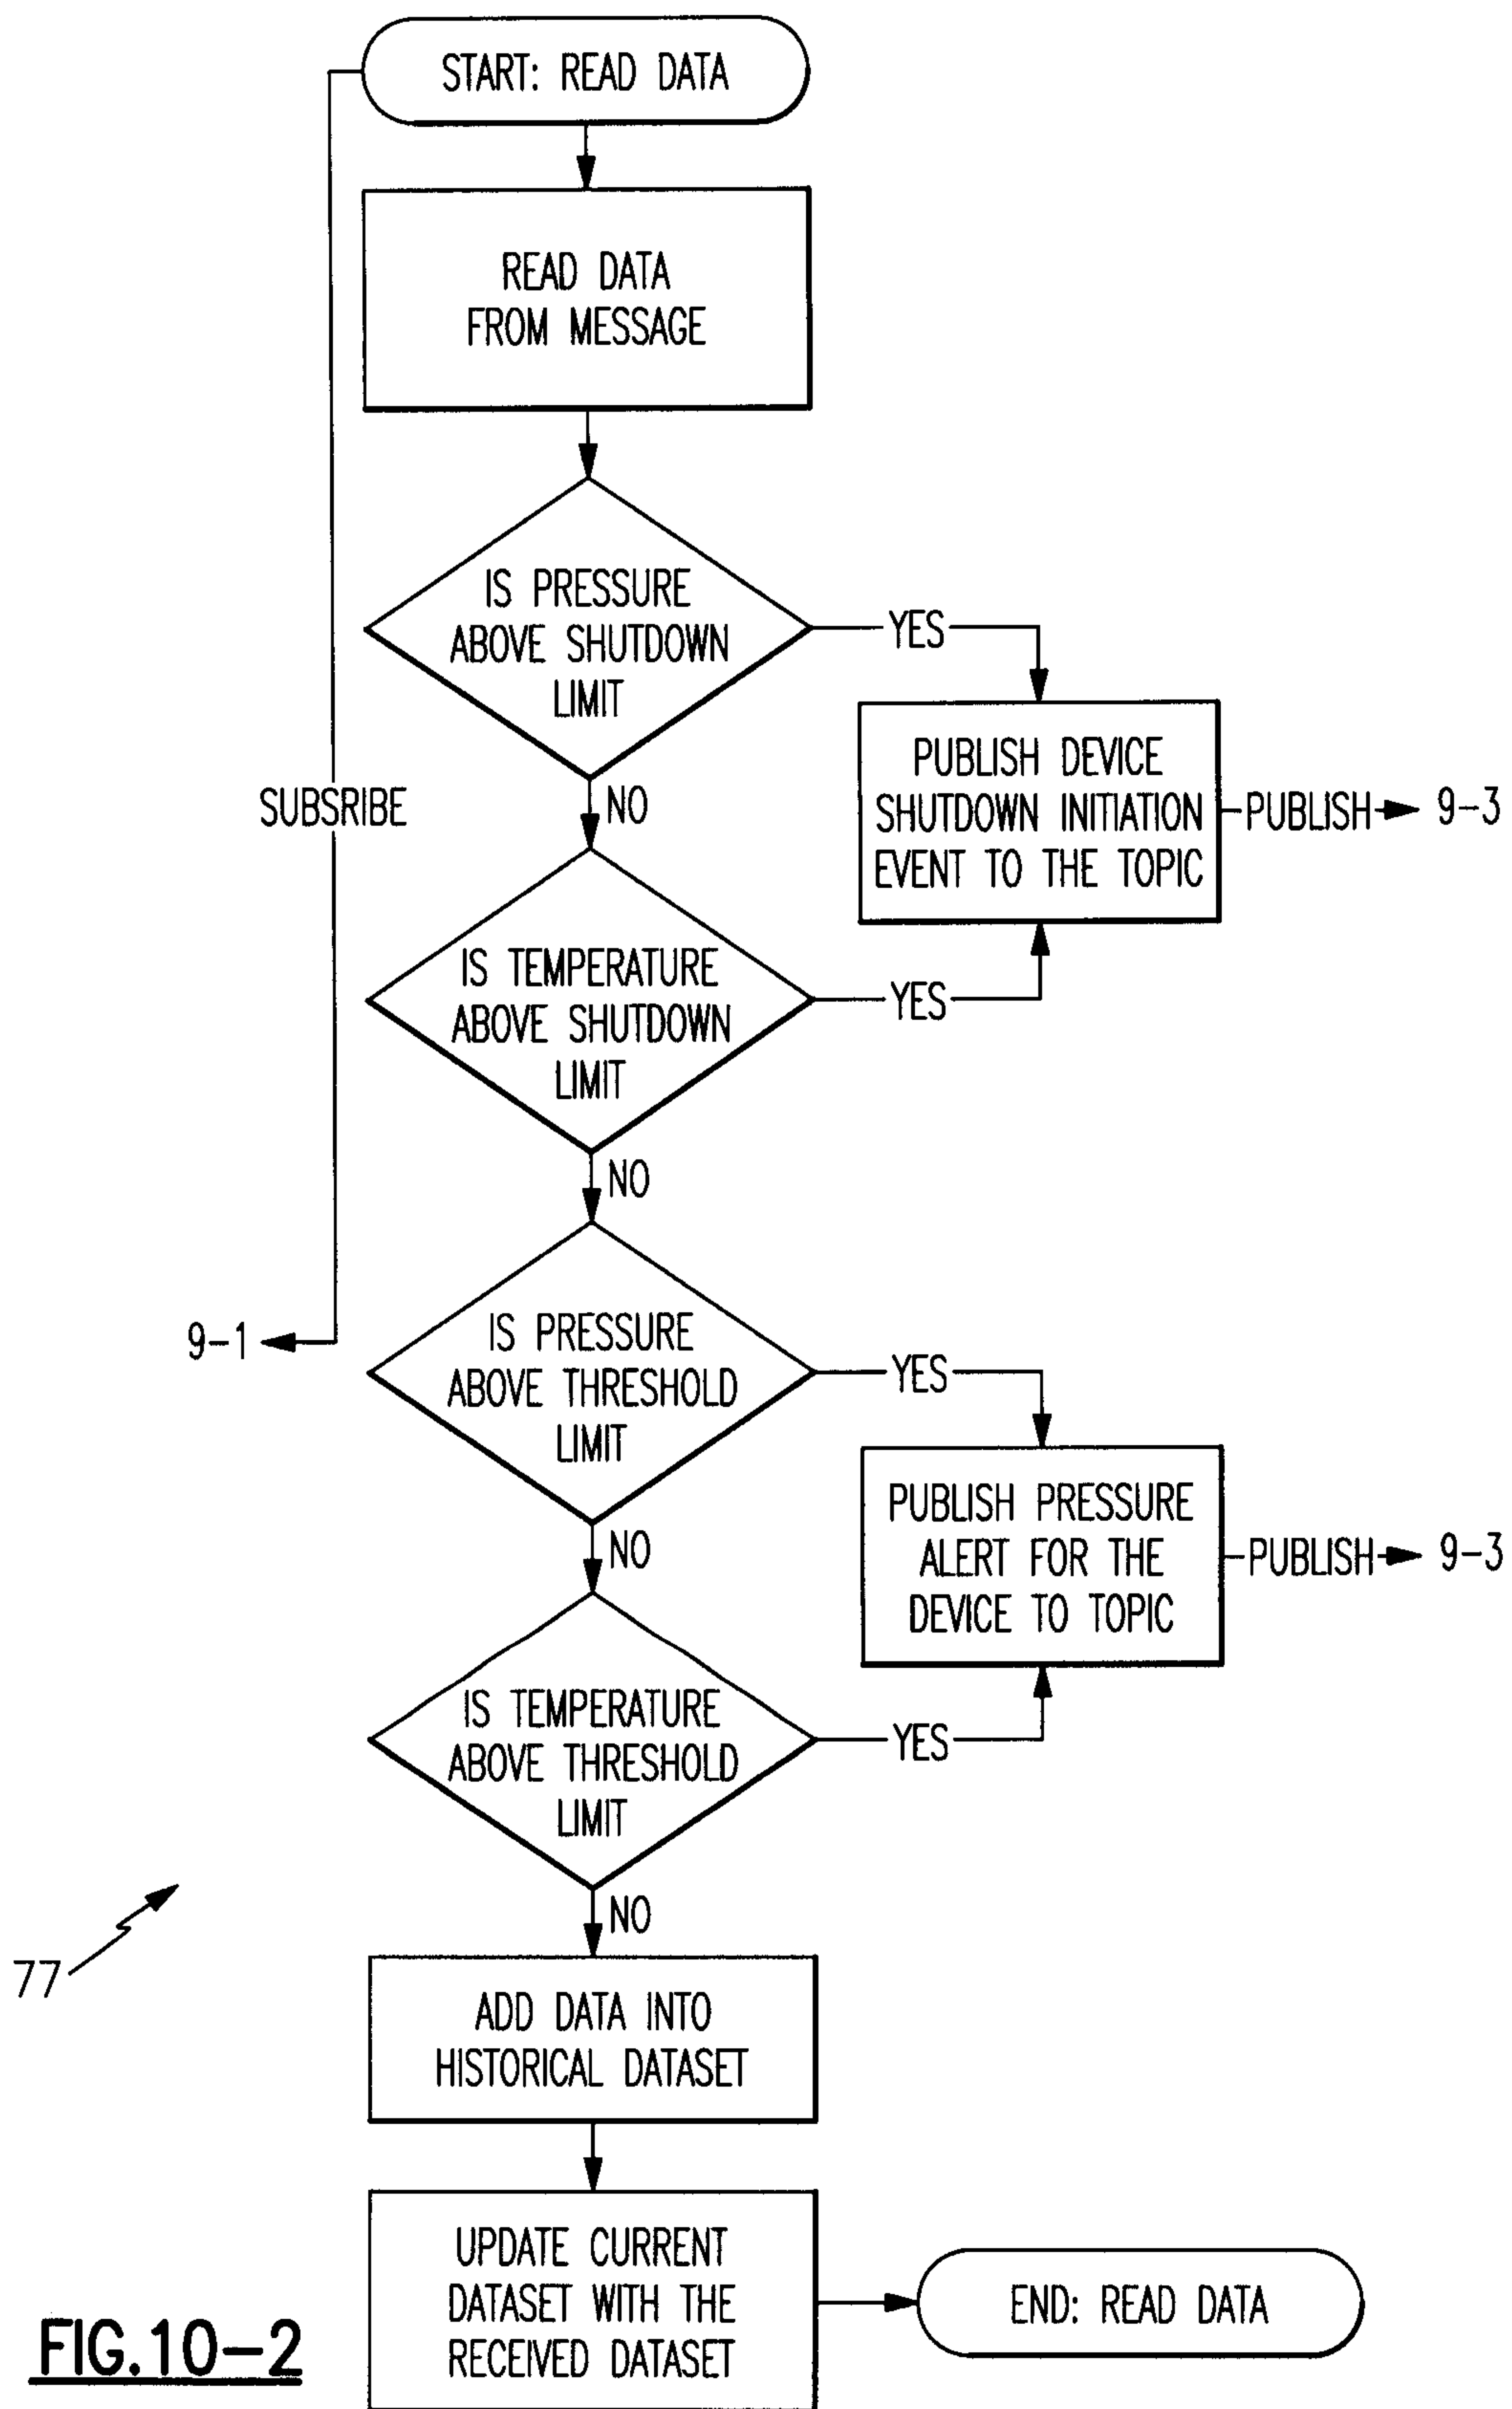 START: READ DATA
READ DATA
FROM MESSAGE
IS PRESSURE
ABOVE SHUTDOWN
LIMIT
YES
NO
PUBLISH DEVICE
SHUTDOWN INITIATION
EVENT TO THE TOPIC
PUBLISH
9-3
SUBSRIBE
IS TEMPERATURE
ABOVE SHUTDOWN
LIMIT
YES
NO
9-1
IS PRESSURE
ABOVE THRESHOLD
LIMIT
YES
NO
PUBLISH PRESSURE
ALERT FOR THE
DEVICE TO TOPIC
PUBLISH
9-3
IS TEMPERATURE
ABOVE THRESHOLD
LIMIT
YES
NO
77
ADD DATA INTO
HISTORICAL DATASET
UPDATE CURRENT
DATASET WITH THE
RECEIVED DATASET
END: READ DATA
FIG.10-2